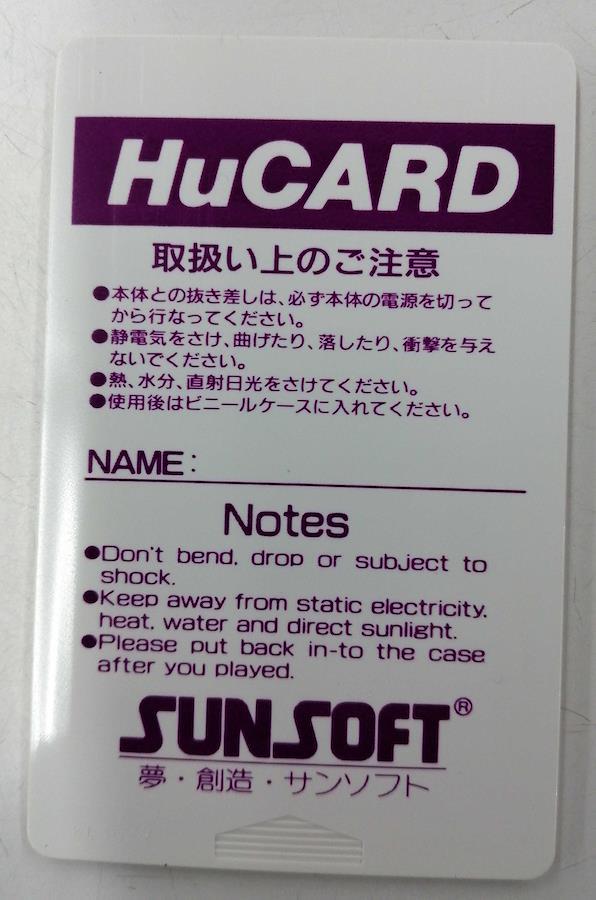 HuCARD
取扱い上のご注意
●本体との抜き差しは、必ず本体の電源を切って
から行なってください。
●静電気をさけ、曲げたり、落したり、衝撃を与え
ないでください。
●熱、水分、直射日光をさけてください。
●使用後はビニールケースに入れてください。
NAME:
Notes
●Don't bend, drop or subject to
shock.
●Keep away from static electricity,
heat, water and direct sunlight.
●Please put back in-to the case
after you played.
SUNSOFT®
夢・創造・サンソフト